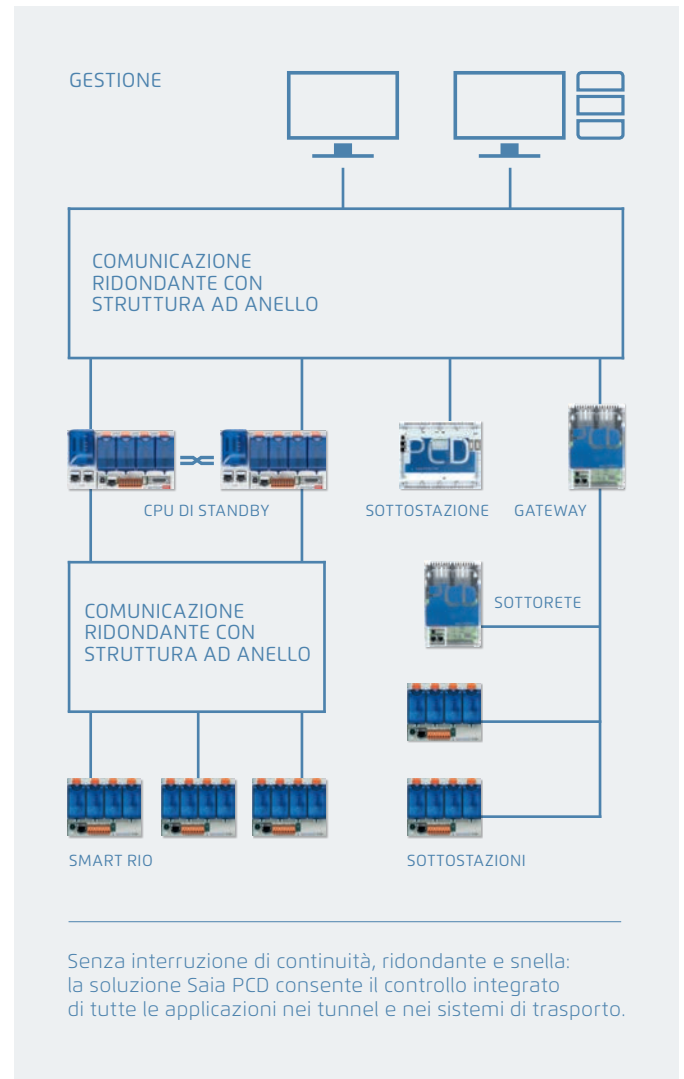 GESTIONE
COMUNICAZIONE
RIDONDANTE CON
STRUTTURA AD ANELLO
PCD
PCD
CPU DI STANDBY
SOTTOSTAZIONE
GATEWAY
COMUNICAZIONE
RIDONDANTE CON
STRUTTURA AD ANELLO
PCD
SOTTORETE
SMART RIO
SOTTOSTAZIONI
Senza interruzione di continuità, ridondante e snella:
la soluzione Saia PCD consente il controllo integrato
di tutte le applicazioni nei tunnel e nei sistemi di trasporto.